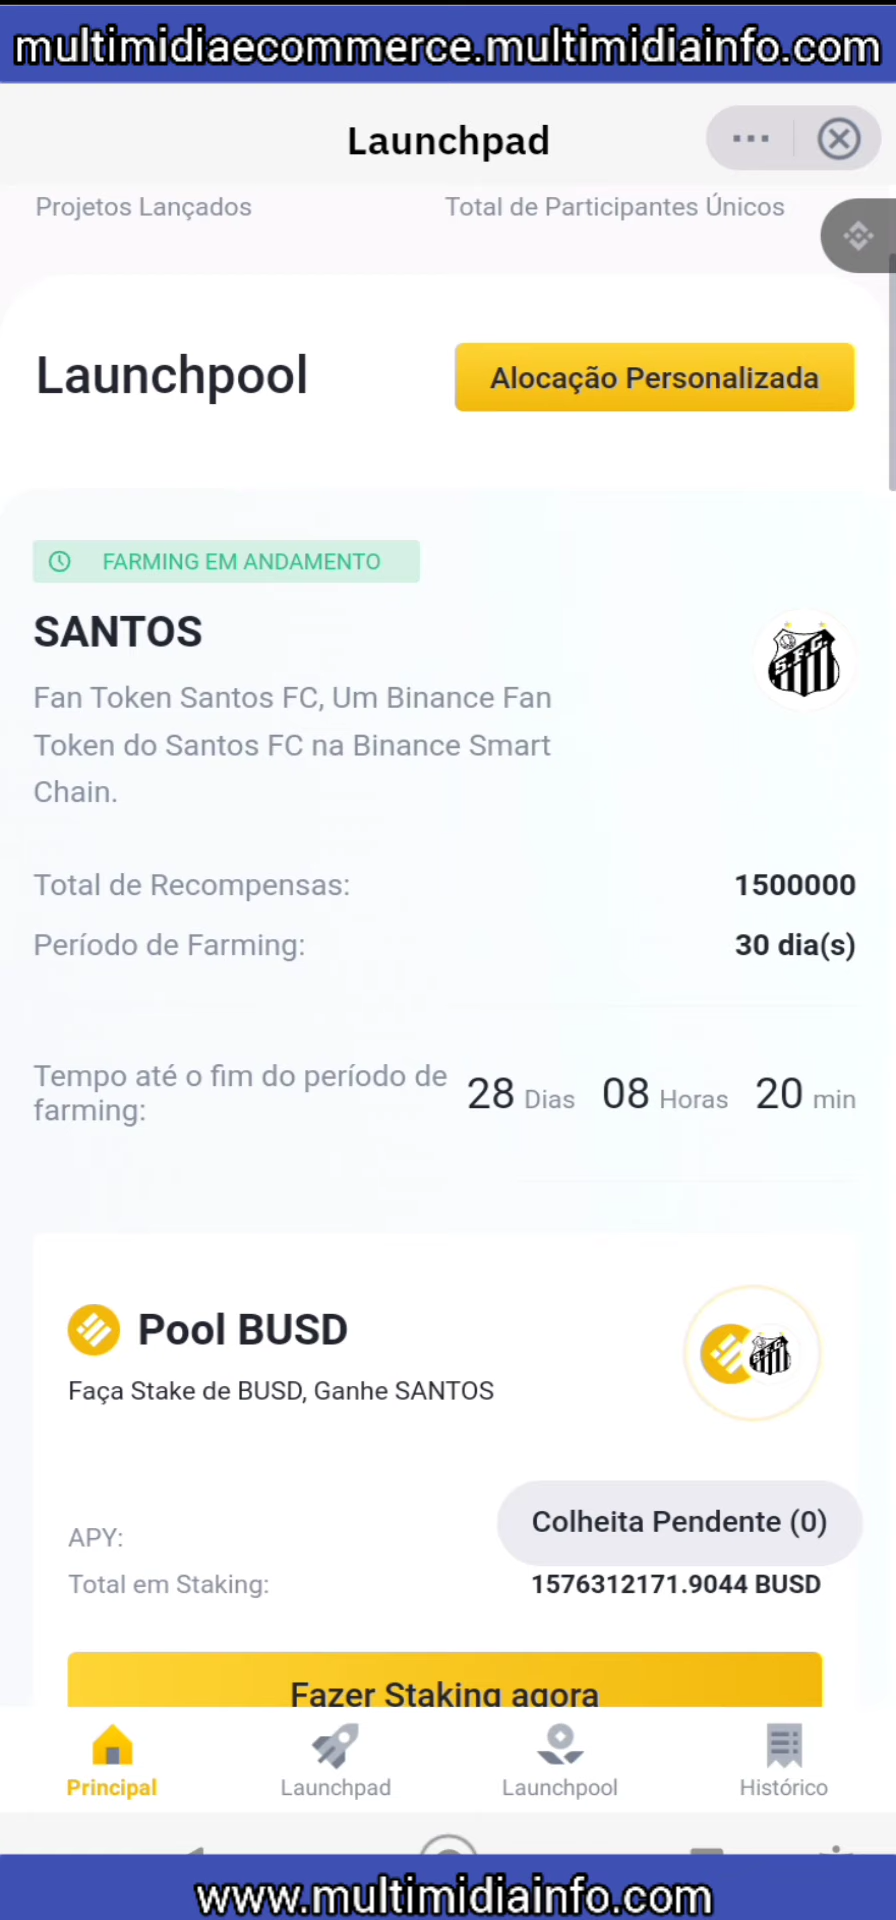 multimidiaecommerce.multimidiainfo.com
Launchpad
Projetos Lançados
Total de Participantes Únicos
Launchpool
Alocação Personalizada
FARMING EM ANDAMENTO
SANTOS
Fan Token Santos FC, Um Binance Fan
Token do Santos FC na Binance Smart
Chain.
Total de Recompensas:
1500000
Período de Farming:
30 dia(s)
Tempo até o fim do período de
farming:
28 Dias 08 Horas 20 min
Pool BUSD
Faça Stake de BUSD, Ganhe SANTOS
Colheita Pendente (0)
APY:
Total em Staking:
1576312171.9044 BUSD
Fazer Staking agora
Principal
Launchpad
Launchpool
Histórico
www.multimidiainfo.com